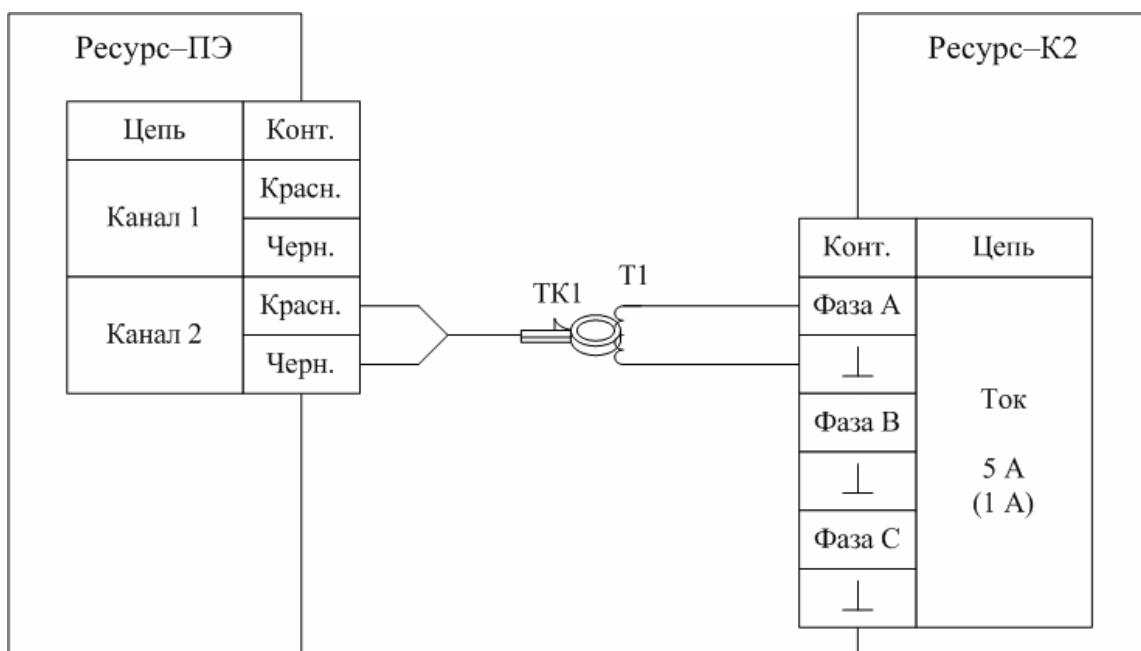 Ресурс–ПЭ
Цепь Конт.
Канал 1
Красн.
Черн.
Канал 2
Красн.
Черн.
ТК1
Т1
Ресурс–К2
Конт. Цепь
Фаза А
Фаза В
Фаза С
Ток
5 А
(1 А)